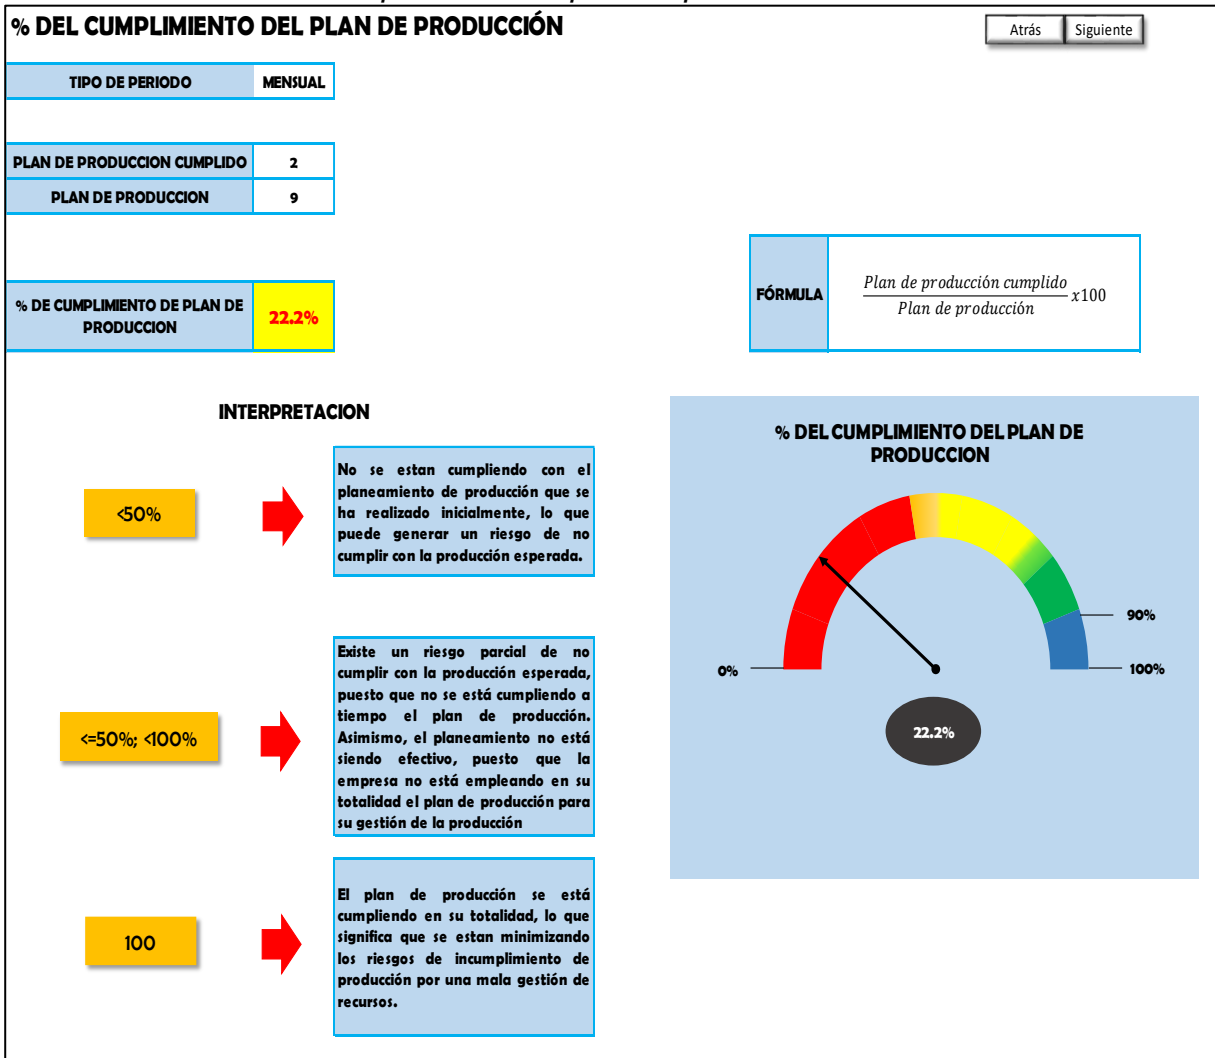 % DEL CUMPLIMIENTO DEL PLAN DE PRODUCCIÓN
Atrás Siguiente
TIPO DE PERIODO MENSUAL
PLAN DE PRODUCCION CUMPLIDO 2
PLAN DE PRODUCCION 9
FÓRMULA
Plan de producción cumplido
Plan de producción
x100
% DE CUMPLIMIENTO DE PLAN DE
PRODUCCION
22.2%
INTERPRETACION
<50%
No se estan cumpliendo con el
planeamiento de producción que se
ha realizado inicialmente, lo que
puede generar un riesgo de no
cumplir con la producción esperada.
<=50%; <100%
Existe un riesgo parcial de no
cumplir con la producción esperada,
puesto que no se está cumpliendo a
tiempo el plan de producción.
Asimismo, el planeamiento no está
siendo efectivo, puesto que la
empresa no está empleando en su
totalidad el plan de producción para
su gestión de la producción
100
El plan de producción se está
cumpliendo en su totalidad, lo que
significa que se estan minimizando
los riesgos de incumplimiento de
producción por una mala gestión de
recursos.
% DEL CUMPLIMIENTO DEL PLAN DE
PRODUCCION
90%
0%
100%
22.2%